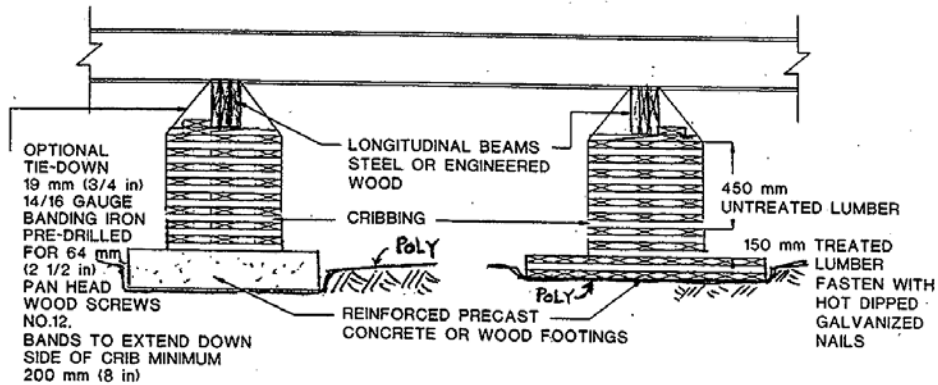 OPTIONAL
TIE-DOWN
19 mm (3/4 in)
14/16 GAUGE
BANDING IRON
PRE-DRILLED
FOR 64 mm
(2 1/2 in)
PAN HEAD
WOOD SCREWS
NO.12.
BANDS TO EXTEND DOWN
SIDE OF CRIB MINIMUM
200 mm (8 in)
LONGITUDINAL BEAMS
STEEL OR ENGINEERED
WOOD
CRIBBING
POLY
REINFORCED PRECAST
CONCRETE OR WOOD FOOTINGS
POLY
450 mm
UNTREATED LUMBER
150 mm TREATED
LUMBER
FASTEN WITH
HOT DIPPED
GALVANIZED
NAILS